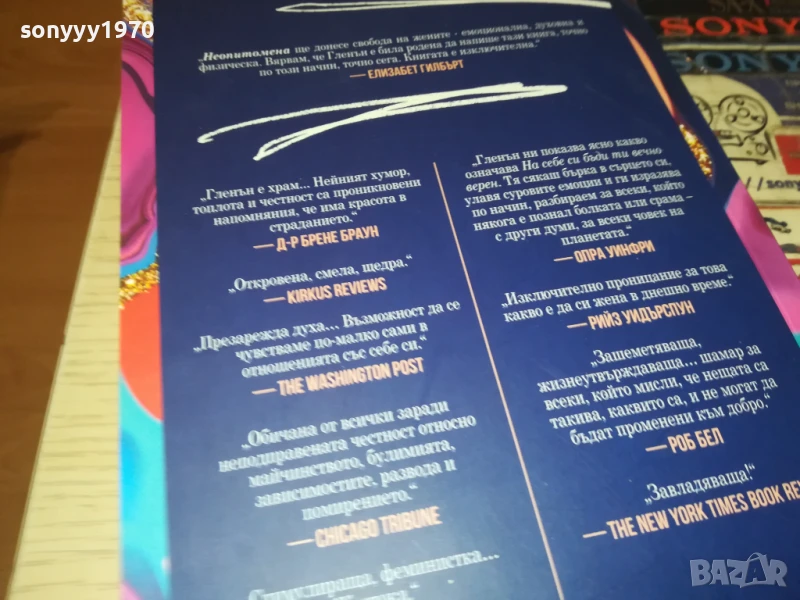 sonyyy1970
„Неопитомена ще донесе свобода на жените - емоционална, духовна и
физическа. Вярвам, че Гленън е била родена да напише тази книга, точно
по този начин, точно сега. Книгата е изключителна.“
— ЕЛИЗАБЕТ ГИЛБЪРТ
„Гленън е храм... Нейният хумор,
топлота и честност са проникновени
напомняния, че има красота в
страданието.“
— Д-Р БРЕНЕ БРАУН
„Откровена, смела, щедра.“
— KIRKUS REVIEWS
„Презарежда духа... Възможност да се
чувстваме по-малко сами в
отношенията със себе си.“
— THE WASHINGTON POST
„Обичана от всички заради
неподправената честност относно
майчинството, булимията,
зависимостите, развода и
помирението.“
— CHICAGO TRIBUNE
Стимулираща, феминистка...
„Гленън ни показва ясно какво
означава На себе си бъди ти вечно
верен. Тя сякаш бърка в сърцето си,
улавя суровите емоции и ги изразява
по начин, разбираем за всеки, който
някога е познал болката или срама –
с други думи, за всеки човек на
планетата.“
— ОПРА УИНФРИ
„Изключително проницание за това
какво е да си жена в днешно време.“
— РИЙЗ УИДЪРСПУН
„Зашеметяваща,
жизнеутвърждаваща... шамар за
всеки, който мисли, че нещата са
такива, каквито са, и не могат да
бъдат променени към добро.“
— РОБ БЕЛ
„Завладяваща!“
— THE NEW YORK TIMES BOOK RE
SONY
SONY
BAZAR